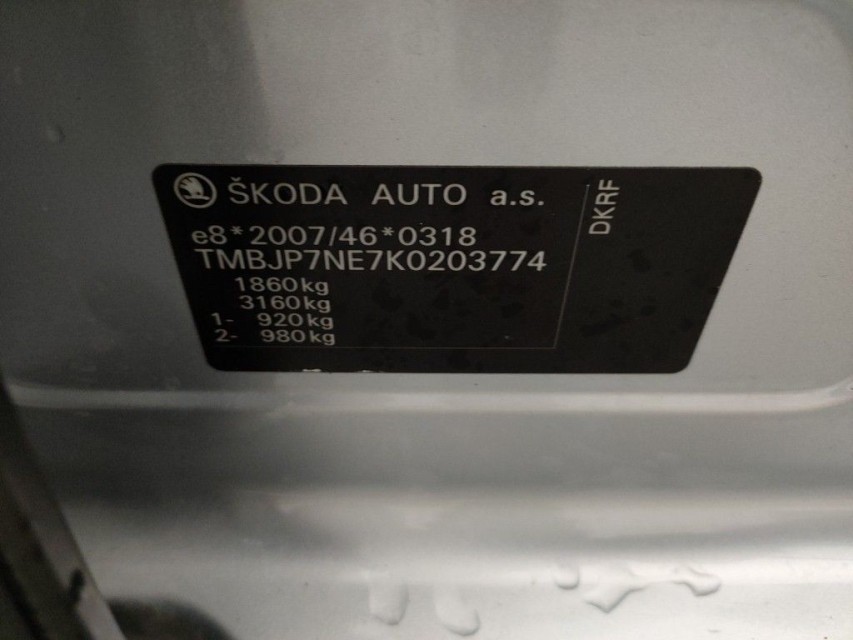 ŠKODA AUTO a.s.
e8*2007/46*0318
TMBJP7NE7K0203774
1860kg
3160kg
1- 920kg
2- 980kg
DKRF